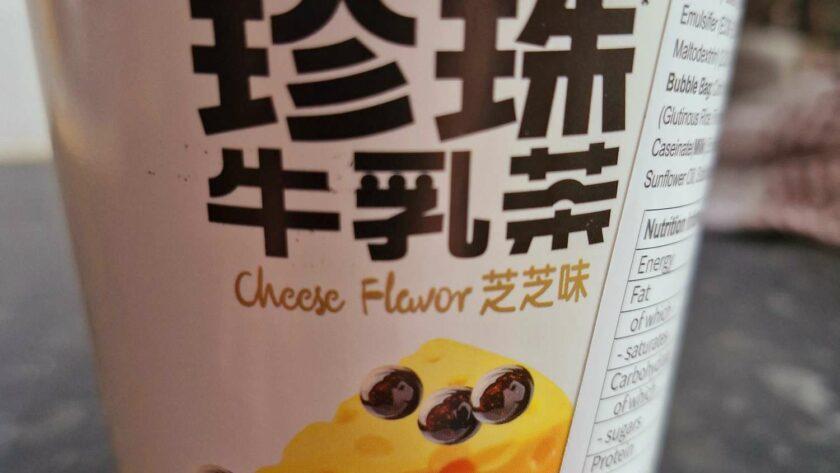 珍珠
牛乳茶
Cheese Flavor 芝芝味
Emulsifier
Maltodextrin
Bubble Bag:
(Glutinous Rice
Caseinate), Milk
Sunflower Oil,
Nutrition
Energy
Fat
of which
- saturates
Carbohydrate
of which
- sugars
Protein